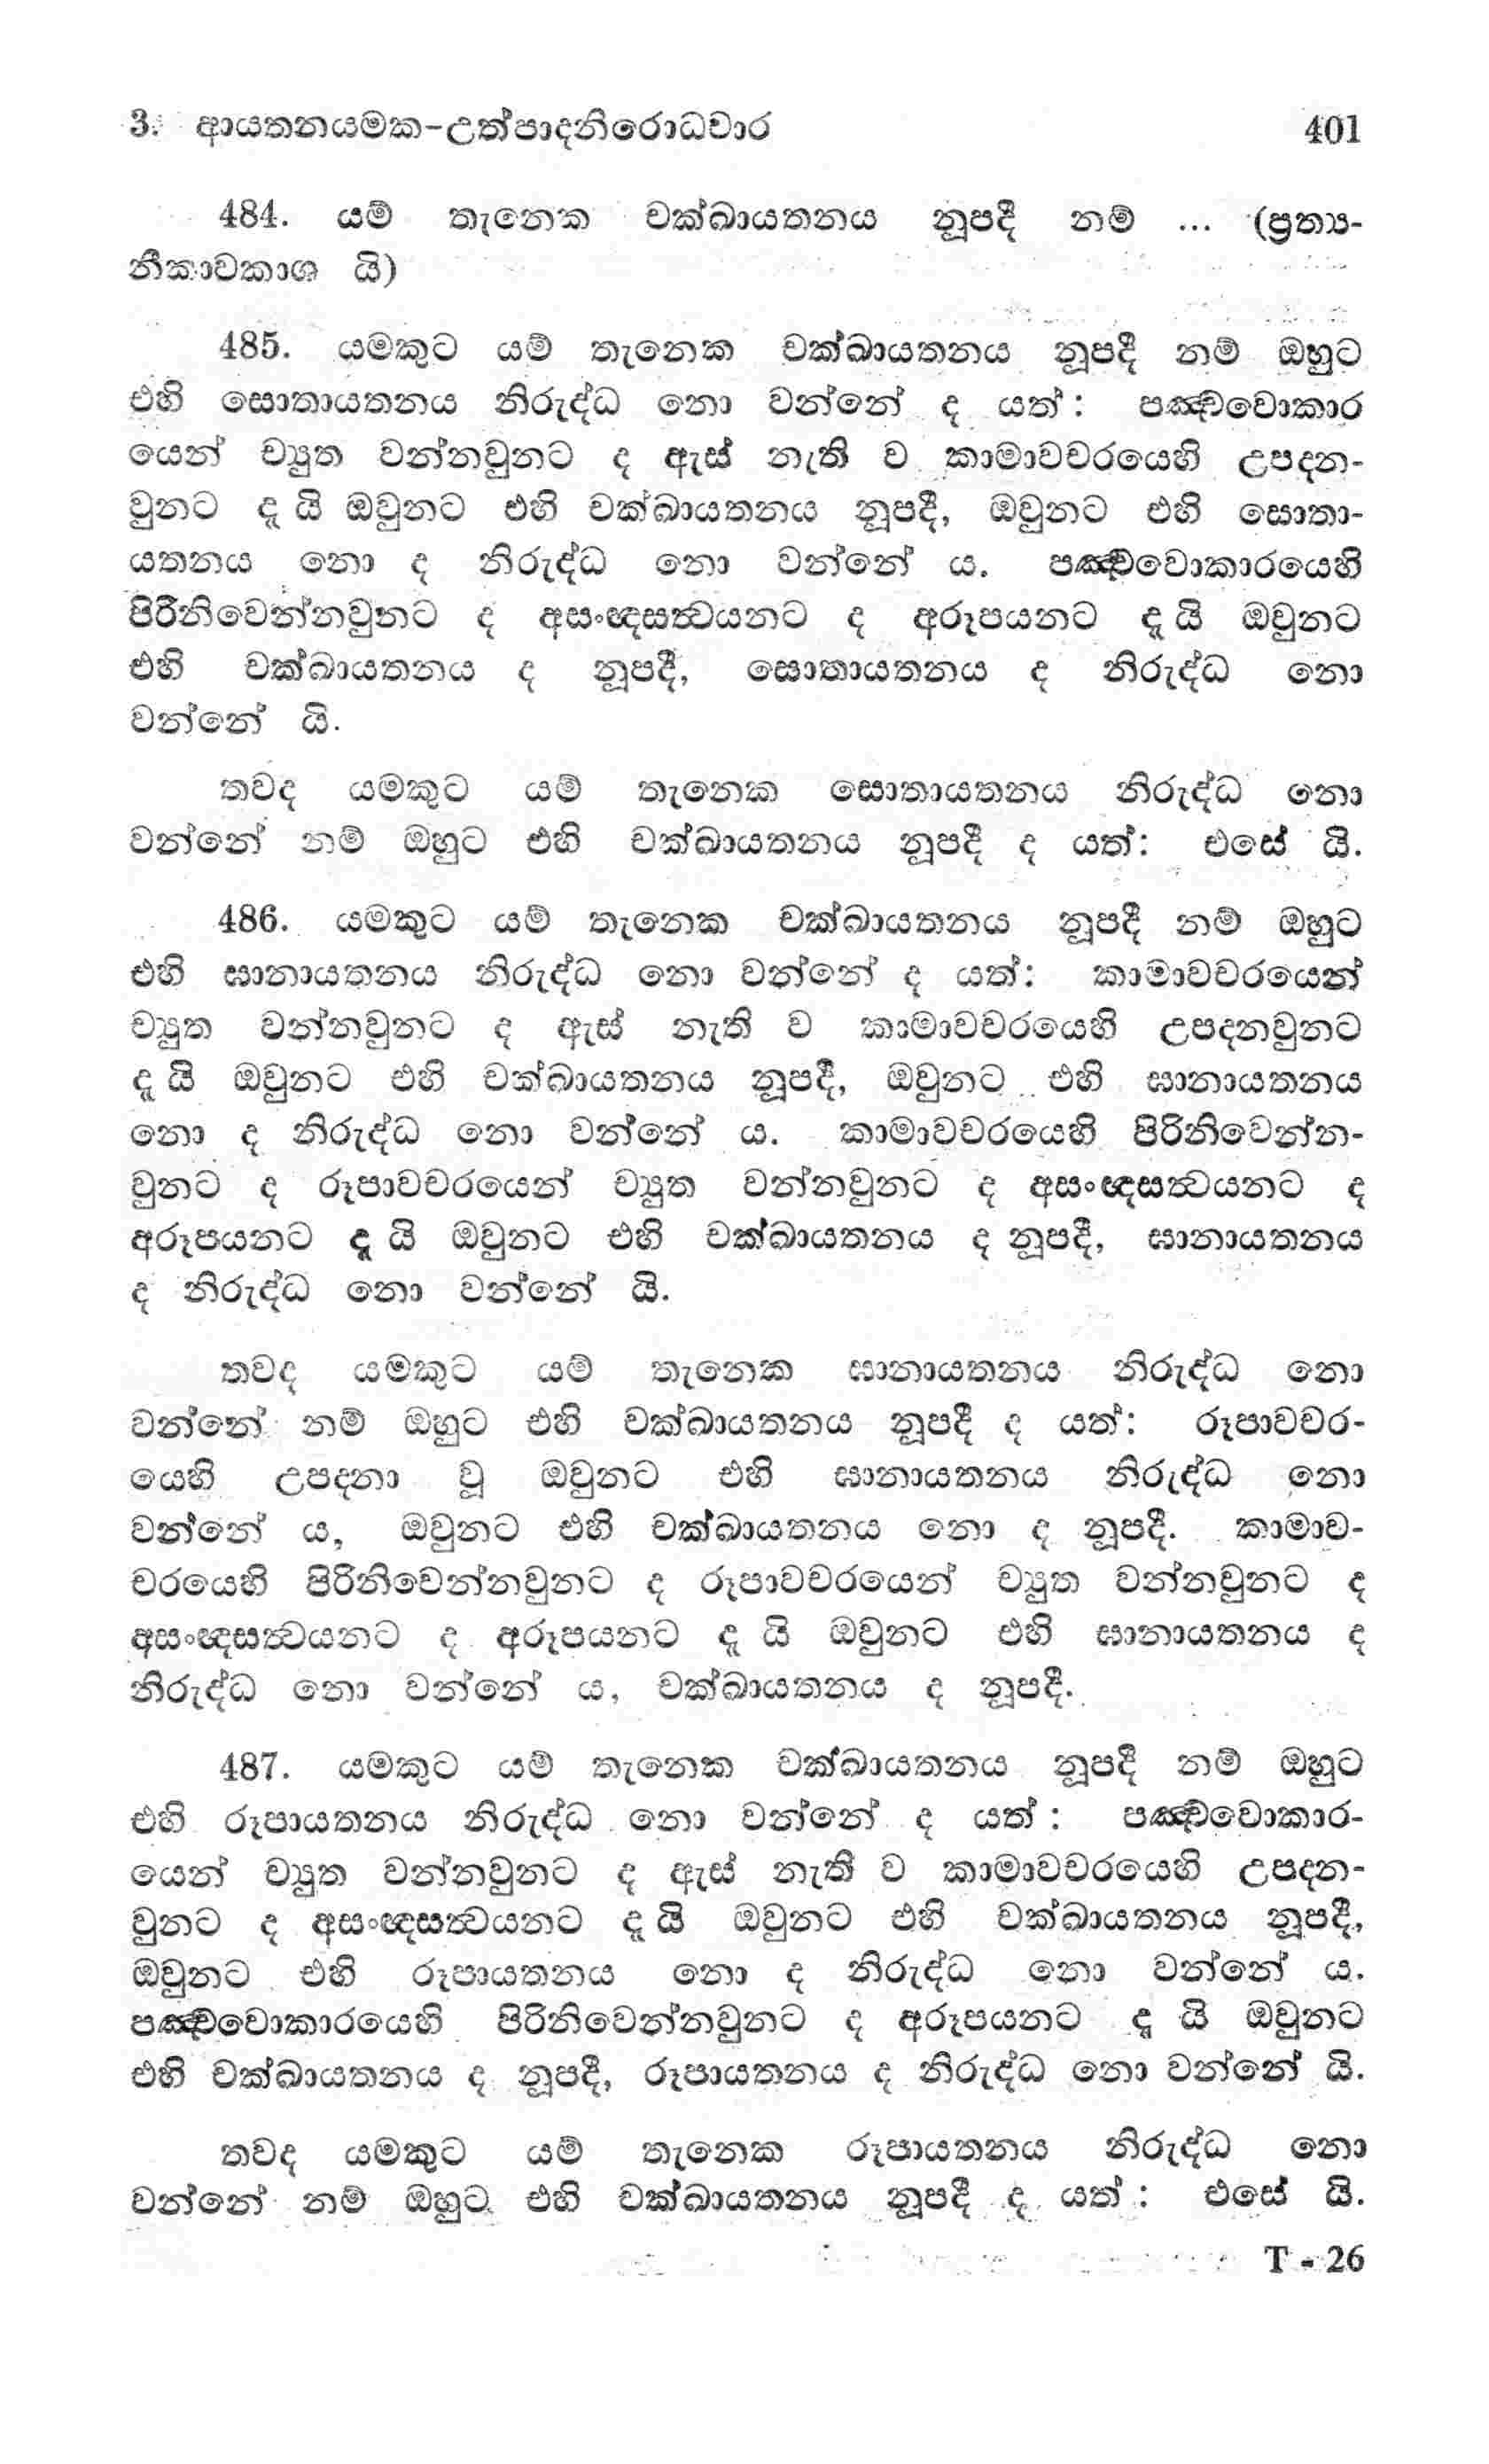 3. ආයතනයමක-උත්පාදනිරොධවාර 401
484. යම් තැනෙක චක්ඛායතනය නූපදී නම් ... (ප්‍රත්‍ය-
නීකාවකාශ යි)
485. යමකුට යම් තැනෙක චක්ඛායතනය නූපදී නම් ඔහුට
එහි සොතායතනය නිරුද්ධ නො වන්නේ ද යත් : පඤ්චවොකාර
යෙන් ච්‍යුත වන්නවුනට ද ඇස් නැති ව කාමාවචරයෙහි උපදන-
වුනට දැ යි ඔවුනට එහි චක්ඛායතනය නූපදී, ඔවුනට එහි සොතා-
යතනය නො ද නිරුද්ධ නො වන්නේ ය. පඤ්චවොකාරයෙහි
පිරිනිවෙන්නවුනට ද අසංඥසත්‍වයනට ද අරූපයනට දැ යි ඔවුනට
එහි චක්ඛායතනය ද නූපදී, සොතායතනය ද නිරුද්ධ නො
වන්නේ යි.
තවද යමකුට යම් තැනෙක සොතායතනය නිරුද්ධ නො
වන්නේ නම් ඔහුට එහි චක්ඛායතනය නූපදී ද යත්: එසේ යි.
486. යමකුට යම් තැනෙක චක්ඛායතනය නූපදී නම් ඔහුට
එහි ඝානායතනය නිරුද්ධ නො වන්නේ ද යත්: කාමාවචරයෙන්
ච්‍යුත වන්නවුනට ද ඇස් නැති ව කාමාවචරයෙහි උපදනවුනට
දැ යි ඔවුනට එහි චක්ඛායතනය නූපදී, ඔවුනට එහි ඝානායතනය
නො ද නිරුද්ධ නො වන්නේ ය. කාමාවචරයෙහි පිරිනිවෙන්න-
වුනට ද රූපාවචරයෙන් ච්‍යුත වන්නවුනට ද අසංඥසත්‍වයනට ද
අරූපයනට දැ යි ඔවුනට එහි චක්ඛායතනය ද නූපදී, ඝානායතනය
ද නිරුද්ධ නො වන්නේ යි.
තවද යමකුට යම් තැනෙක ඝානායතනය නිරුද්ධ නො
වන්නේ නම් ඔහුට එහි චක්ඛායතනය නූපදී ද යත්: රූපාවචර-
යෙහි උපදනා වූ ඔවුනට එහි ඝානායතනය නිරුද්ධ නො
වන්නේ ය, ඔවුනට එහි චක්ඛායතනය නො ද නූපදී. කාමාව-
චරයෙහි පිරිනිවෙන්නවුනට ද රූපාවචරයෙන් ච්‍යුත වන්නවුනට ද
අසංඥසත්‍වයනට ද අරූපයනට දැ යි ඔවුනට එහි ඝානායතනය ද
නිරුද්ධ නො වන්නේ ය, චක්ඛායතනය ද නූපදී.
487. යමකුට යම් තැනෙක චක්ඛායතනය නූපදී නම් ඔහුට
එහි රූපායතනය නිරුද්ධ නො වන්නේ ද යත් : පඤ්චවොකාර-
යෙන් ච්‍යුත වන්නවුනට ද ඇස් නැති ව කාමාවචරයෙහි උපදන-
වුනට ද අසංඥසත්‍වයනට දැ යි ඔවුනට එහි චක්ඛායතනය නූපදී,
ඔවුනට එහි රූපායතනය නො ද නිරුද්ධ නො වන්නේ ය.
පඤ්චවොකාරයෙහි පිරිනිවෙන්නවුනට ද අරූපයනට දැ යි ඔවුනට
එහි චක්ඛායතනය ද නූපදී, රූපායතනය ද නිරුද්ධ නො වන්නේ යි.
තවද යමකුට යම් තැනෙක රූපායතනය නිරුද්ධ නො
වන්නේ නම් ඔහුට එහි චක්ඛායතනය නූපදී ද යත් : එසේ යි.
T - 26